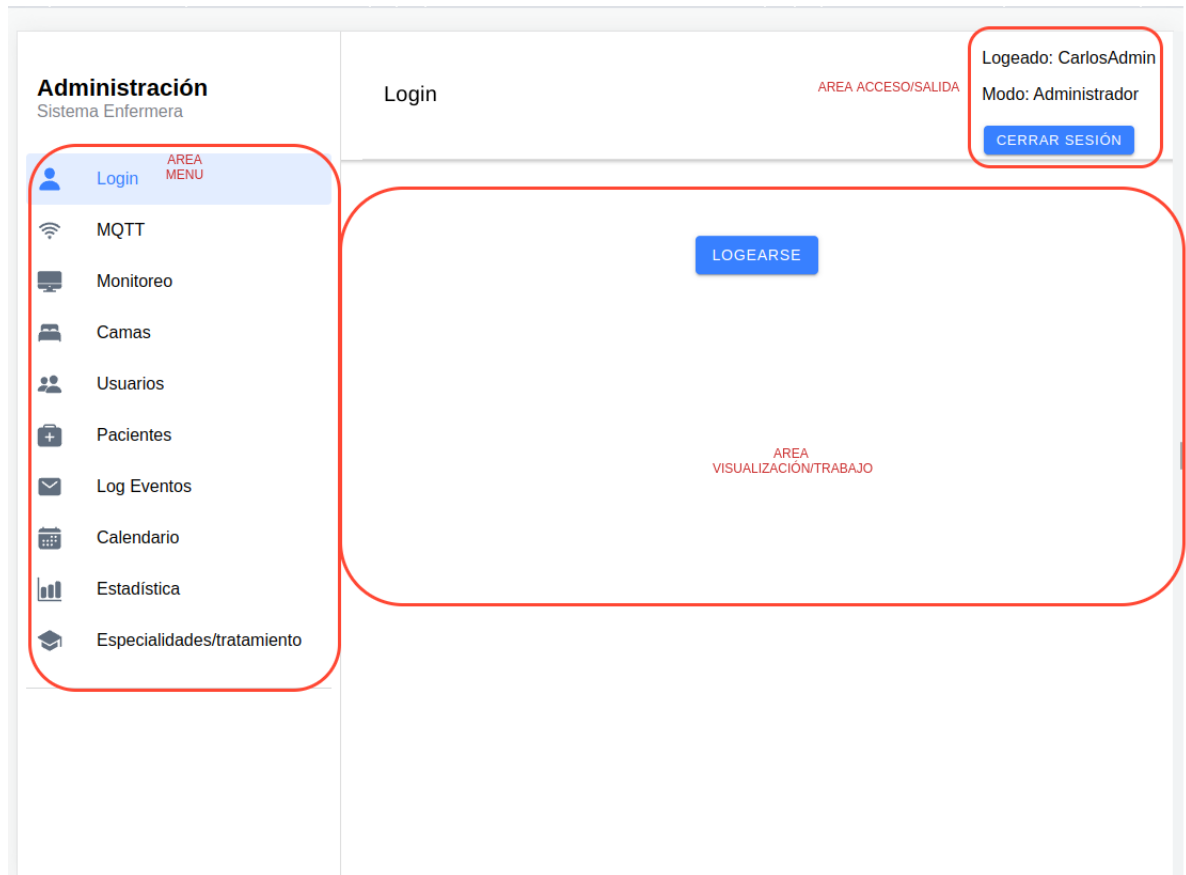 Administración
Sistema Enfermera
Login
AREA ACCESO/SALIDA
Logeado: CarlosAdmin
Modo: Administrador
CERRAR SESIÓN
AREA
MENU
Login
MQTT
Monitoreo
Camas
Usuarios
Pacientes
Log Eventos
Calendario
Estadística
Especialidades/tratamiento
LOGEARSE
AREA
VISUALIZACIÓN/TRABAJO